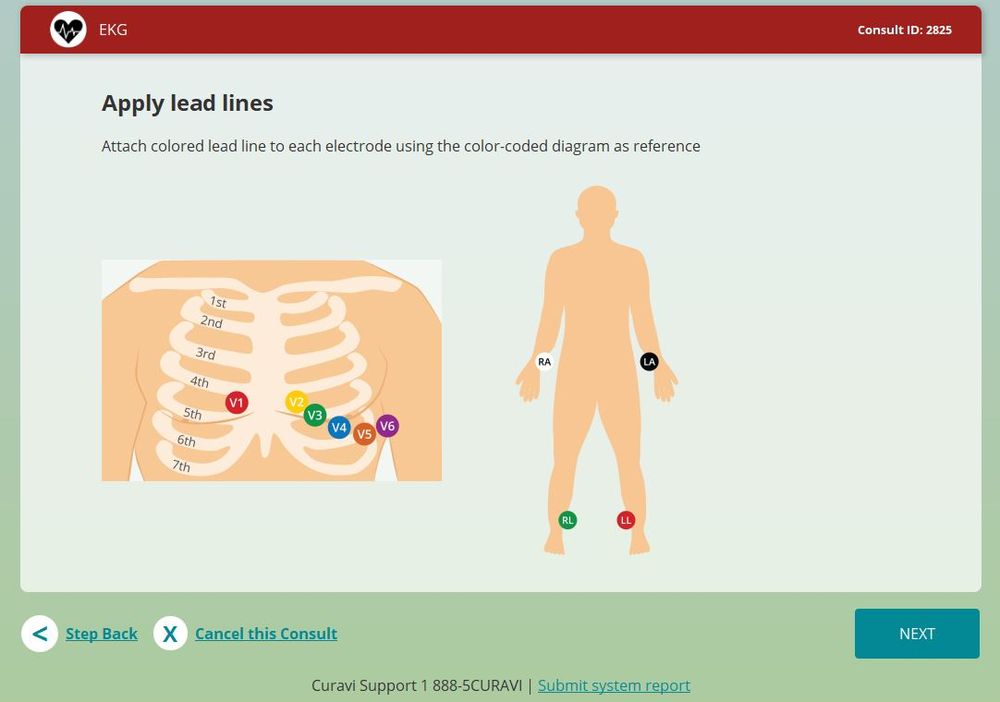 EKG
Consult ID: 2825
Apply lead lines
Attach colored lead line to each electrode using the color-coded diagram as reference
1st
2nd
3rd
4th
5th
6th
7th
V1
V2
V3
V4
V5
V6
RA
LA
RL
LL
< Step Back
X Cancel this Consult
NEXT
Curavi Support 1 888-5CURAVI | Submit system report